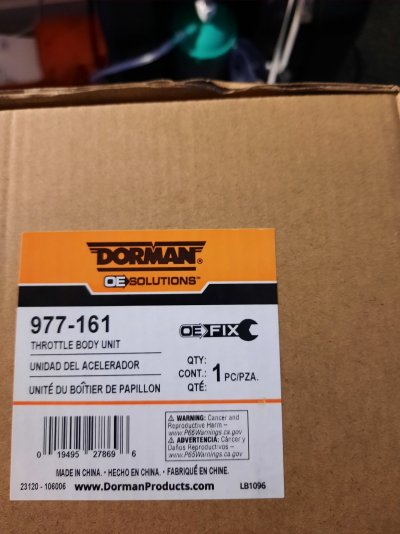 DORMAN®
OE SOLUTIONS™
977-161
THROTTLE BODY UNIT
UNIDAD DEL ACELERADOR
UNITÉ DU BOÎTIER DE PAPILLON
OE FIX
QTY:
CONT.: 1 PC/PZA.
QTÉ:
⚠ WARNING: Cancer and
Reproductive Harm –
www.P65Warnings.ca.gov
⚠ ADVERTENCIA: Cáncer y
Daños Reproductivos –
www.P65Warnings.ca.gov
0 19495 27869 6
MADE IN CHINA. • HECHO EN CHINA. • FABRIQUÉ EN CHINE.
23120 - 106006 www.DormanProducts.com LB1096